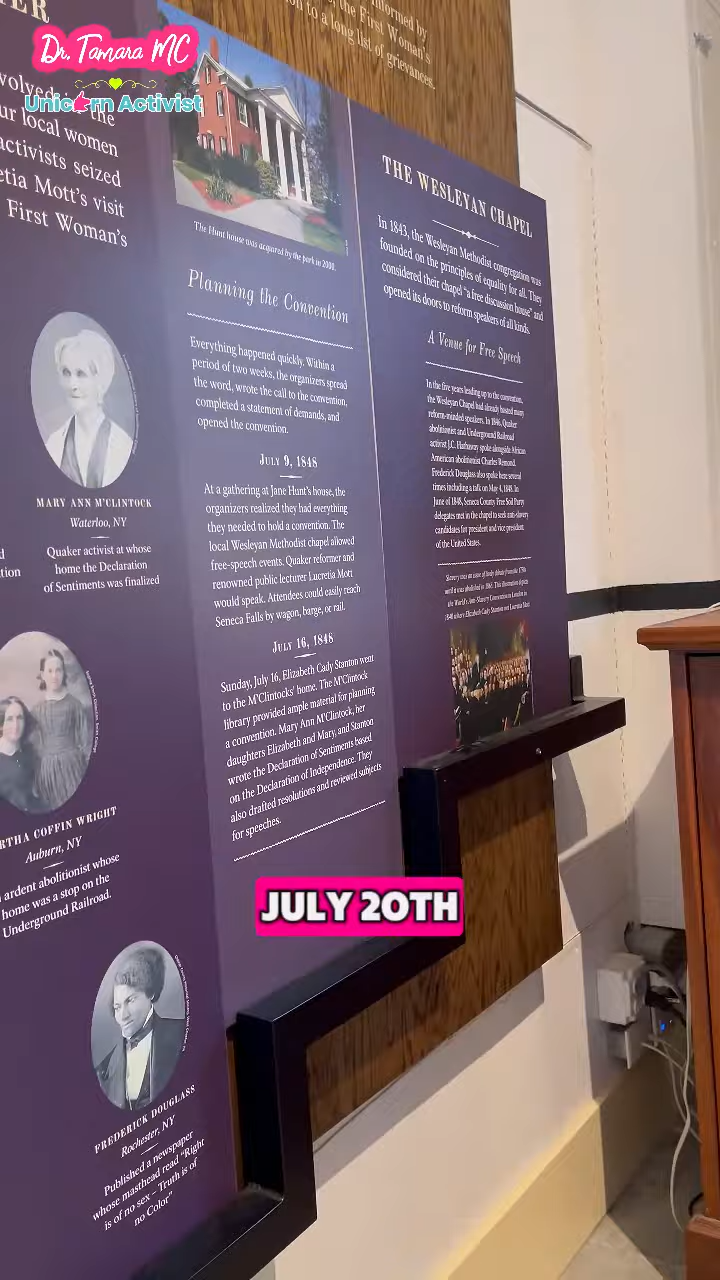 Dr. Tamara MC
Unicorn Activist
ER
informed by
to a long list of grievances.
the First Woman's
volved in the
ur local women
activists seized
etia Mott's visit
First Woman's
MARY ANN M'CLINTOCK
Waterloo, NY
Quaker activist at whose
home the Declaration
of Sentiments was finalized
RTHA COFFIN WRIGHT
Auburn, NY
ardent abolitionist whose
home was a stop on the
Underground Railroad.
FREDERICK DOUGLASS
Rochester, NY
Published a newspaper
whose masthead read "Right
is of no sex – Truth is of
no Color"
The Hunt house was acquired by the park in 2000.
Planning the Convention
Everything happened quickly. Within a
period of two weeks, the organizers spread
the word, wrote the call to the convention,
completed a statement of demands, and
opened the convention.
JULY 9, 1848
At a gathering at Jane Hunt's house, the
organizers realized they had everything
they needed to hold a convention. The
local Wesleyan Methodist chapel allowed
free-speech events. Quaker reformer and
renowned public lecturer Lucretia Mott
would speak. Attendees could easily reach
Seneca Falls by wagon, barge, or rail.
JULY 16, 1848
Sunday, July 16, Elizabeth Cady Stanton went
to the M'Clintocks' home. The M'Clintock
library provided ample material for planning
a convention. Mary Ann M'Clintock, her
daughters Elizabeth and Mary, and Stanton
wrote the Declaration of Sentiments based
on the Declaration of Independence. They
also drafted resolutions and reviewed subjects
for speeches.
THE WESLEYAN CHAPEL
In 1843, the Wesleyan Methodist congregation was
founded on the principles of equality for all. They
considered their chapel "a free discussion house" and
opened its doors to reform speakers of all kinds.
A Venue for Free Speech
In the five years leading up to the convention,
the Wesleyan Chapel had already hosted many
reform-minded speakers. In 1846, Quaker
abolitionist and Underground Railroad
activist J.C. Hathaway spoke alongside African
American abolitionist Charles Remond.
Frederick Douglass also spoke here several
times including a talk on May 4, 1848. In
June of 1848, Seneca County Free Soil Party
delegates met in the chapel to seek anti-slavery
candidates for president and vice president
of the United States.
JULY 20TH